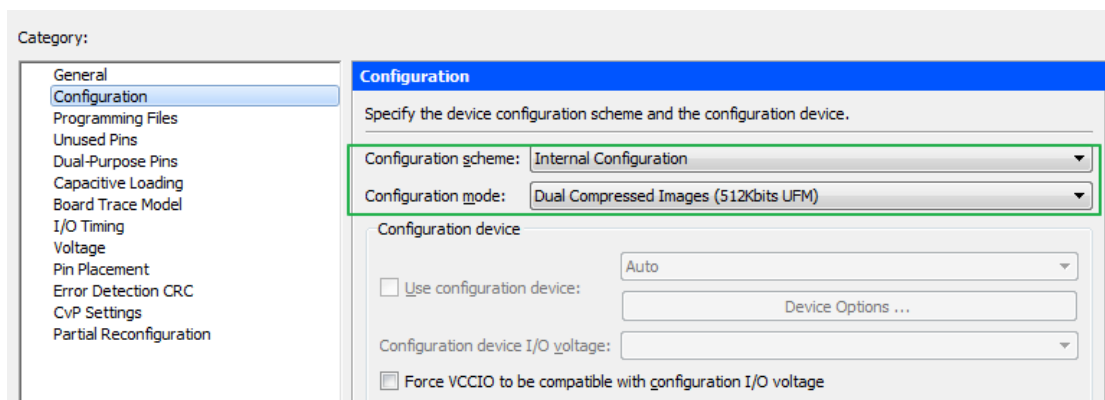 Category:
General
Configuration
Programming Files
Unused Pins
Dual-Purpose Pins
Capacitive Loading
Board Trace Model
I/O Timing
Voltage
Pin Placement
Error Detection CRC
CvP Settings
Partial Reconfiguration
Configuration
Specify the device configuration scheme and the configuration device.
Configuration scheme: Internal Configuration
Configuration mode: Dual Compressed Images (512Kbits UFM)
Configuration device
Auto
Use configuration device:
Device Options ...
Configuration device I/O voltage:
Force VCCIO to be compatible with configuration I/O voltage